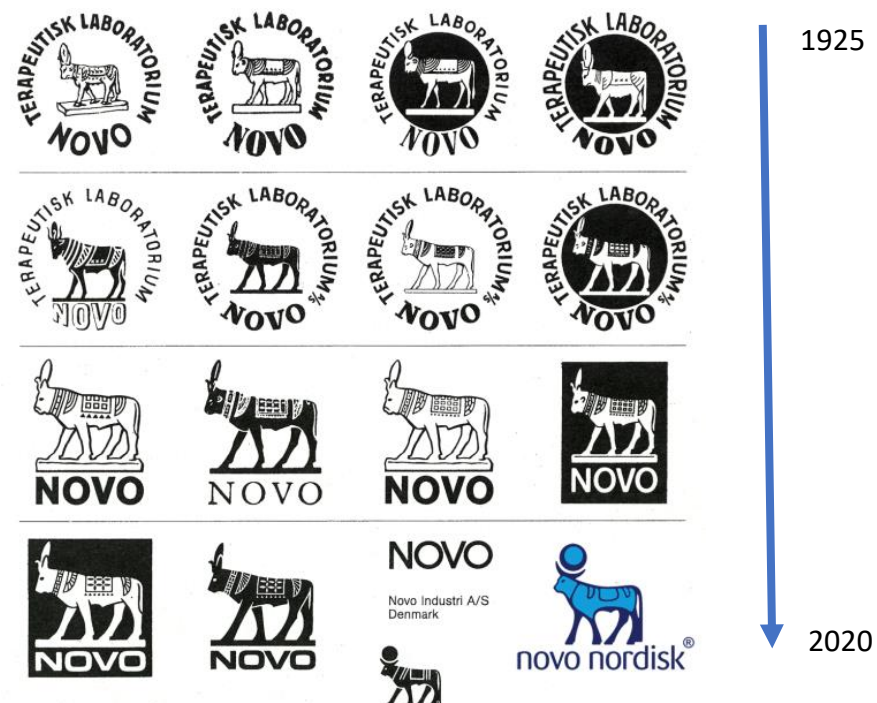 TERAPEUTISK LABORATORIUM
NOVO
TERAPEUTISK LABORATORIUM
NOVO
TERAPEUTISK LABORATORIUM
NOVO
TERAPEUTISK LABORATORIUM
NOVO
1925
TERAPEUTISK LABORATORIUM
NOVO
TERAPEUTISK LABORATORIUM A/S
NOVO
TERAPEUTISK LABORATORIUM A/S
NOVO
TERAPEUTISK LABORATORIUM A/S
NOVO
NOVO
NOVO
NOVO
NOVO
NOVO
NOVO
NOVO
Novo Industri A/S
Denmark
novo nordisk®
2020